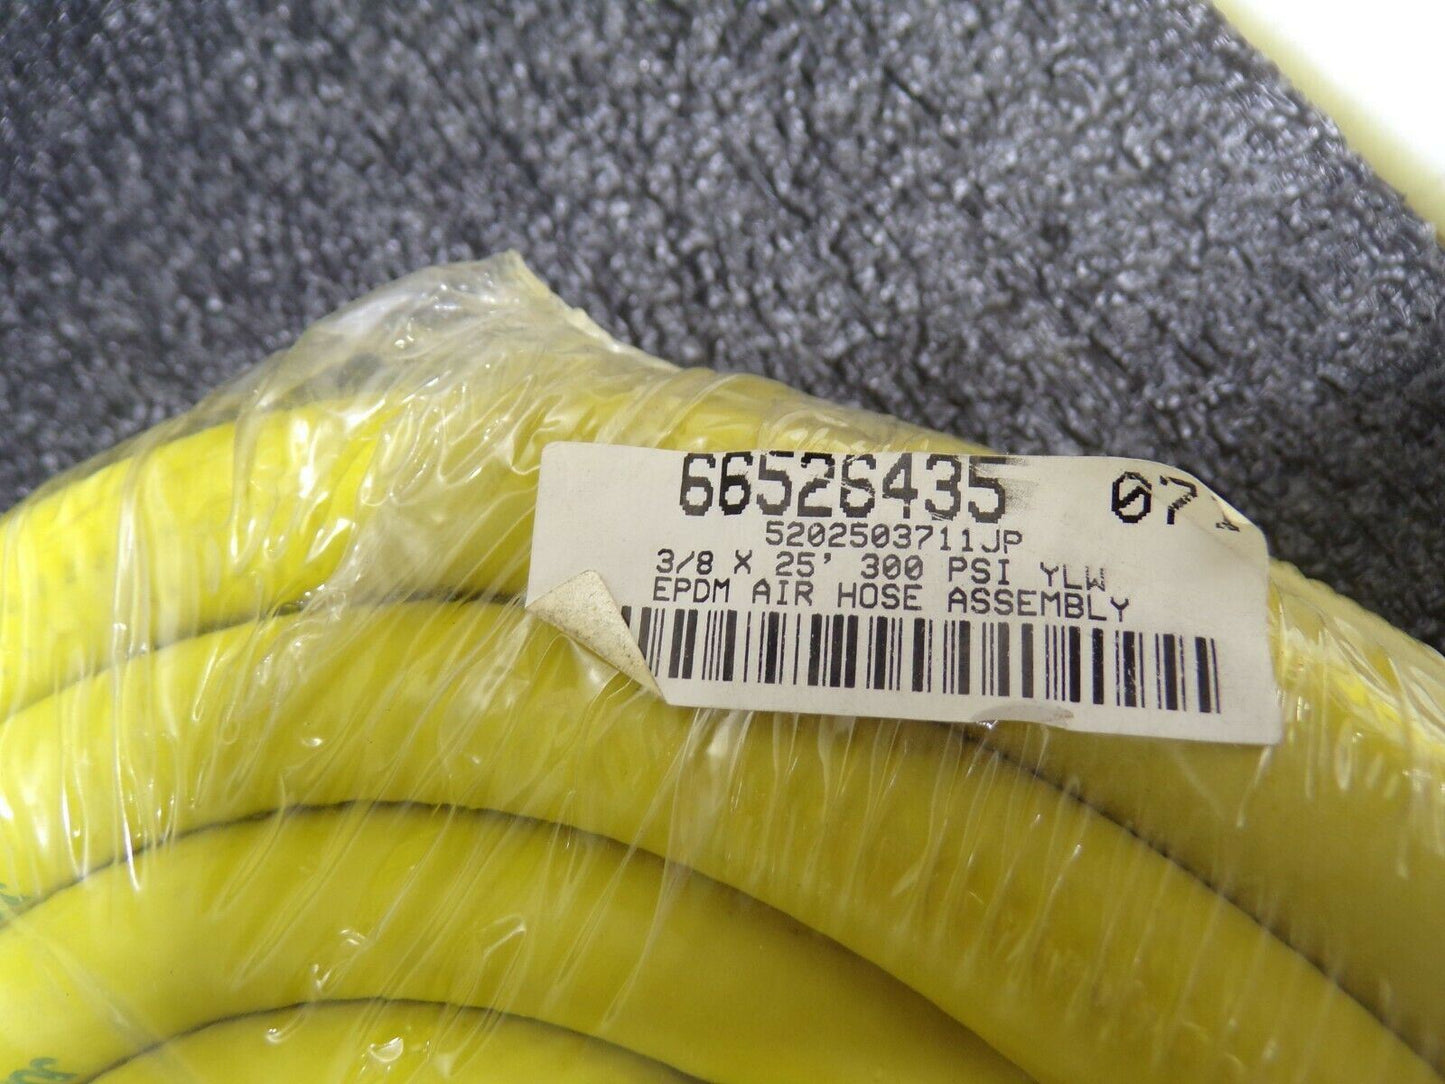 66526435 07
5202503711JP
3/8 X 25' 300 PSI YLW
EPDM AIR HOSE ASSEMBLY